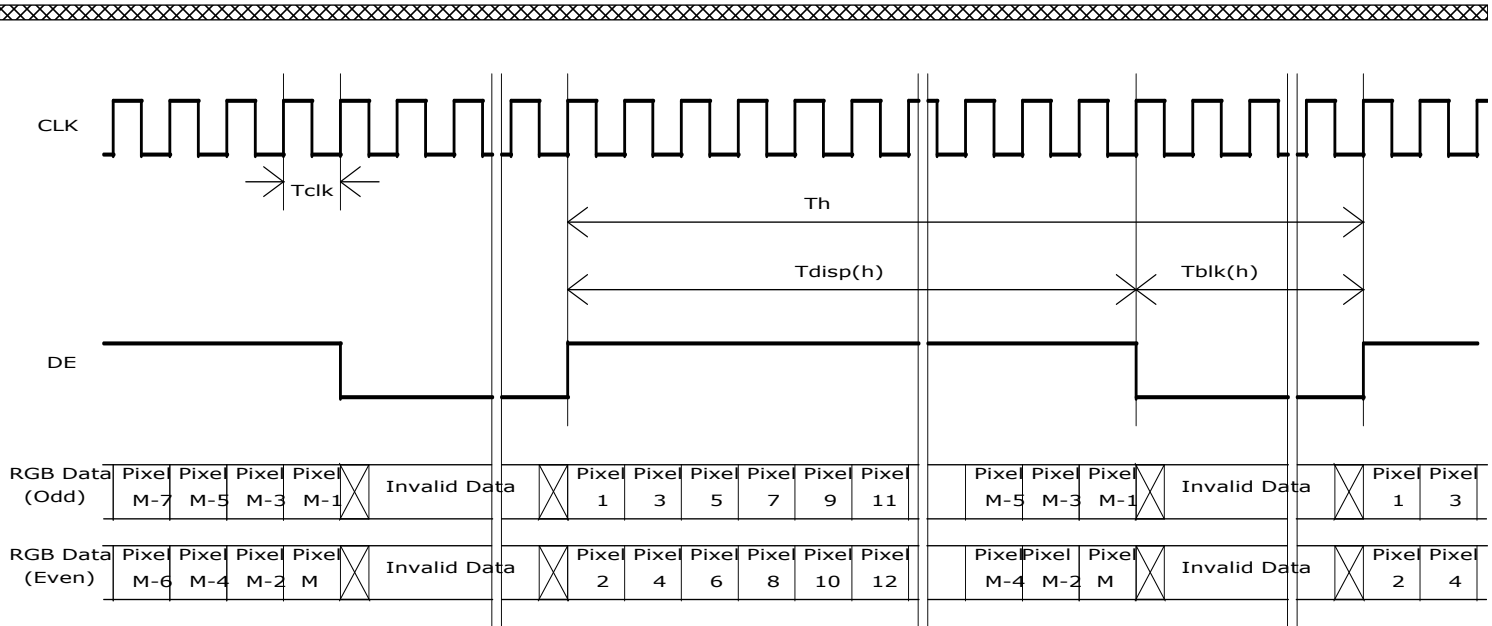 CLK
Tclk
Th
Tdisp(h) Tblk(h)
DE
RGB Data (Odd) Pixel M-7 Pixel M-5 Pixel M-3 Pixel M-1 Invalid Data Pixel 1 Pixel 3 Pixel 5 Pixel 7 Pixel 9 Pixel 11 Pixel M-5 Pixel M-3 Pixel M-1 Invalid Data Pixel 1 Pixel 3
RGB Data (Even) Pixel M-6 Pixel M-4 Pixel M-2 Pixel M Invalid Data Pixel 2 Pixel 4 Pixel 6 Pixel 8 Pixel 10 Pixel 12 Pixel M-4 Pixel M-2 Pixel M Invalid Data Pixel 2 Pixel 4